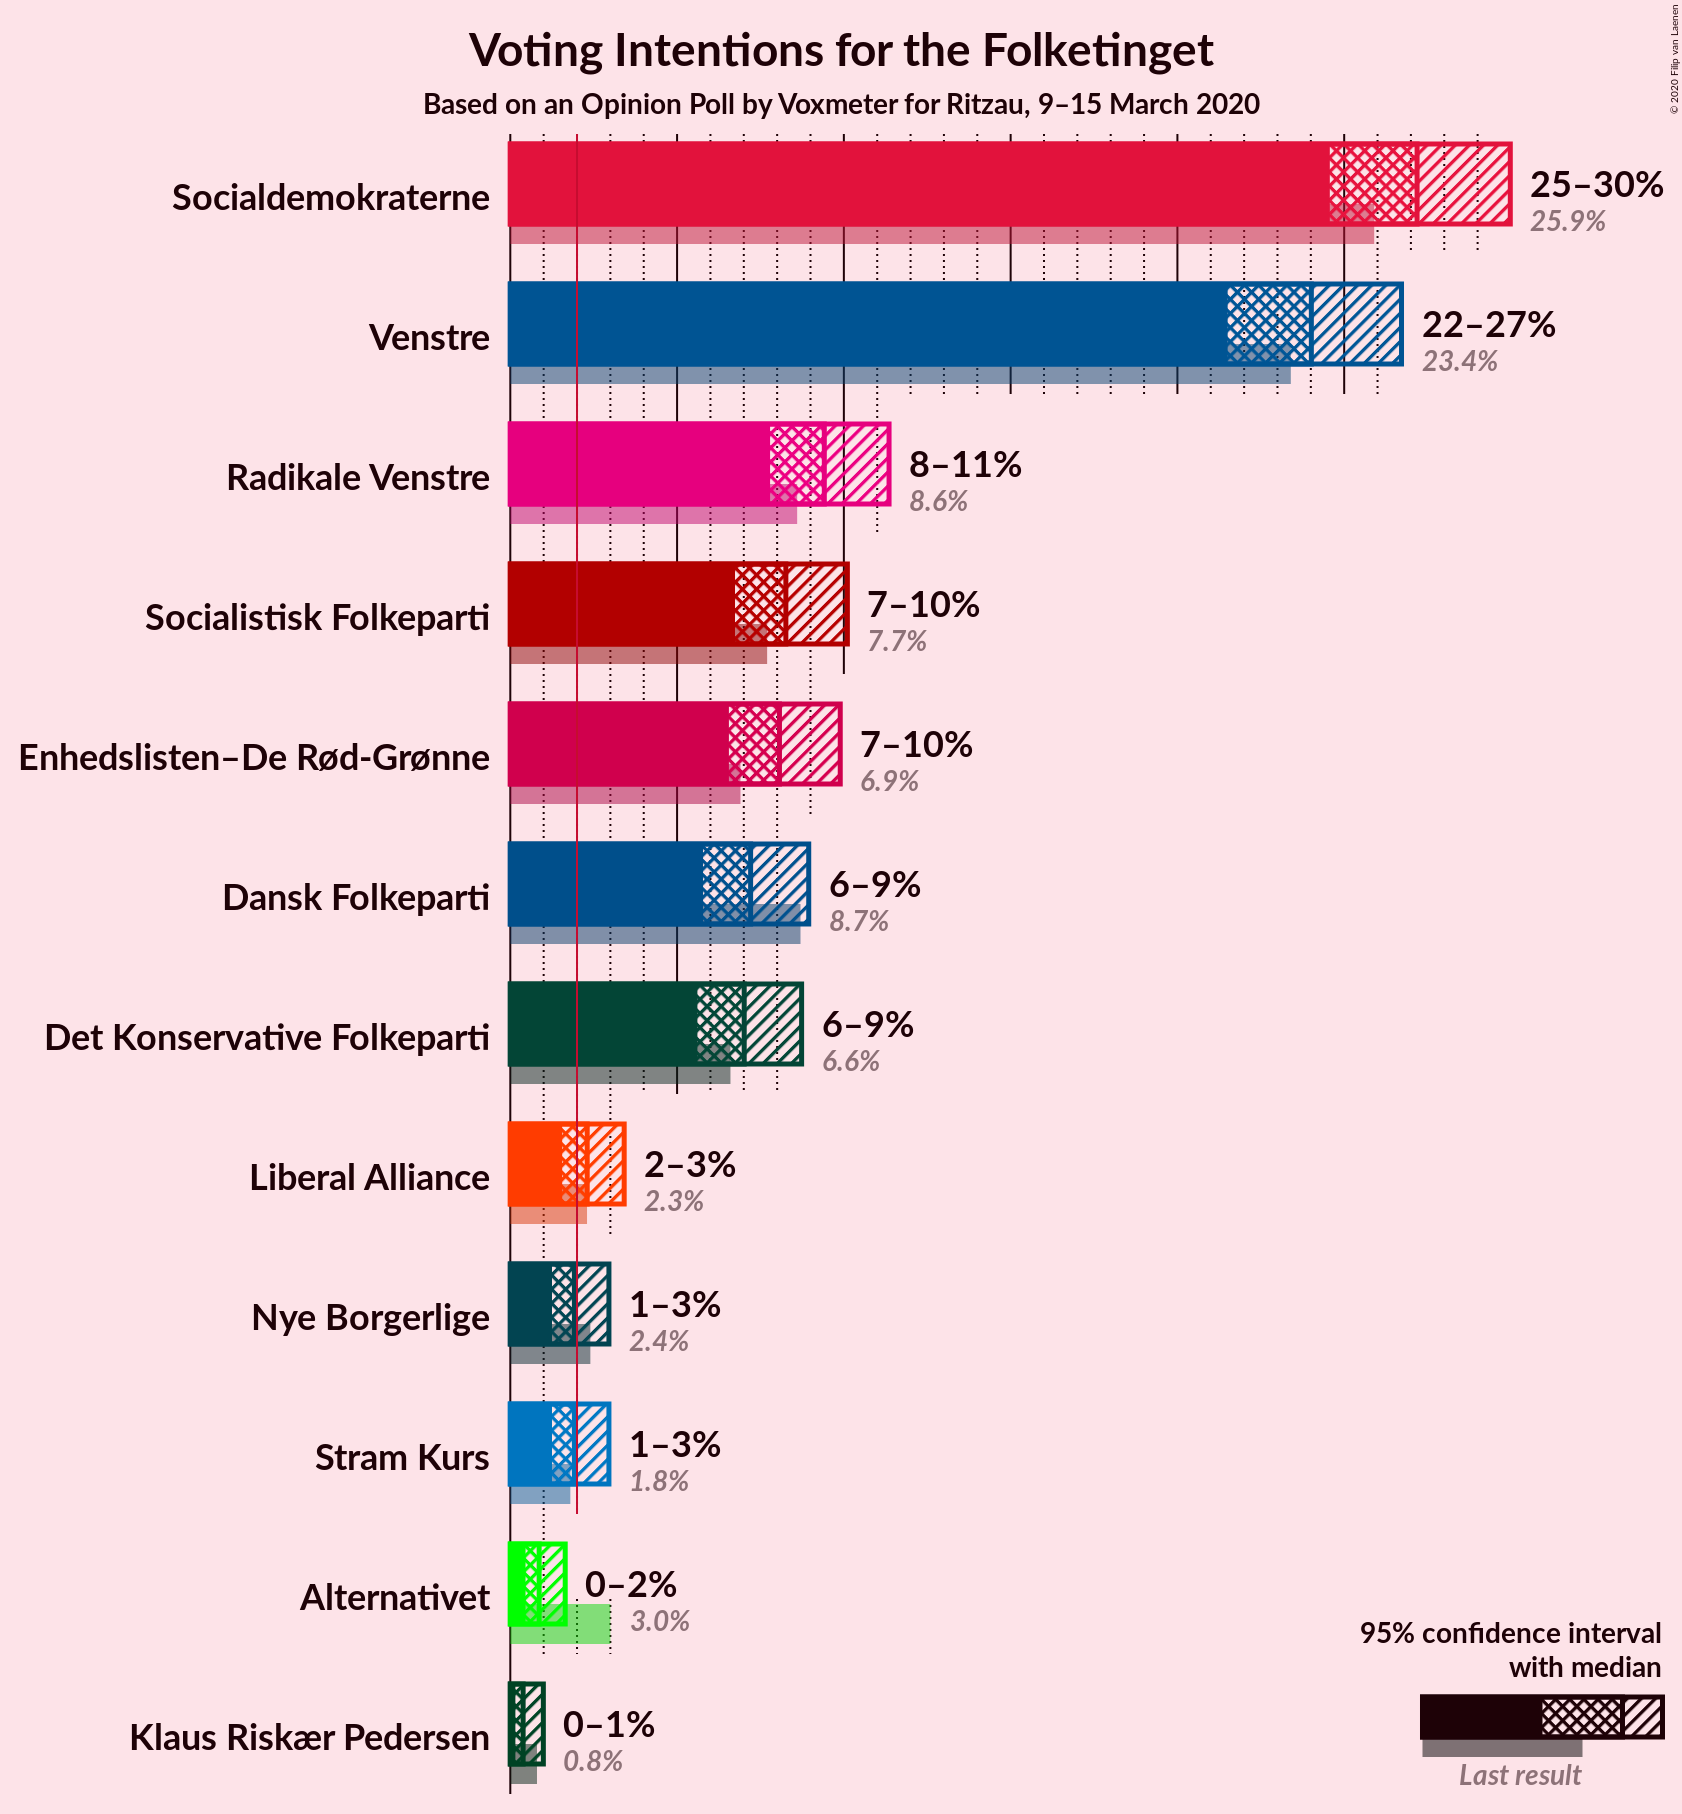 Voting Intentions for the Folketinget
Based on an Opinion Poll by Voxmeter for Ritzau, 9–15 March 2020
© 2020 Filip van Laenen
Socialdemokraterne
25–30%
25.9%
Venstre
22–27%
23.4%
Radikale Venstre
8–11%
8.6%
Socialistisk Folkeparti
7–10%
7.7%
Enhedslisten–De Rød-Grønne
7–10%
6.9%
Dansk Folkeparti
6–9%
8.7%
Det Konservative Folkeparti
6–9%
6.6%
Liberal Alliance
2–3%
2.3%
Nye Borgerlige
1–3%
2.4%
Stram Kurs
1–3%
1.8%
Alternativet
0–2%
3.0%
Klaus Riskær Pedersen
0–1%
0.8%
95% confidence interval
with median
Last result